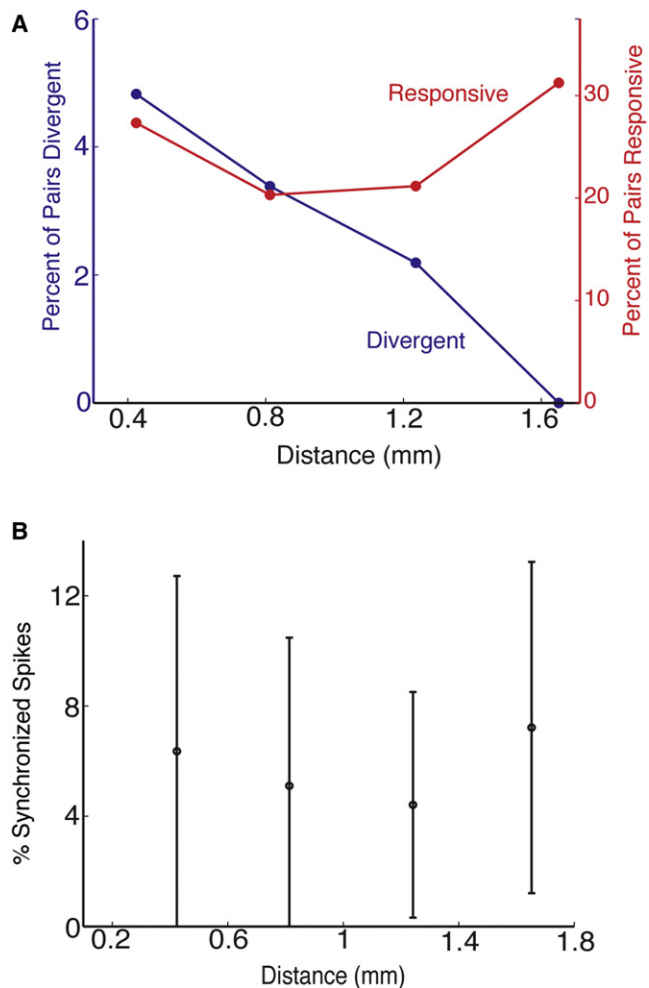 A
Percent of Pairs Divergent
6
4
2
0
Responsive
Divergent
30
20
10
0
Percent of Pairs Responsive
0.4 0.8 1.2 1.6
Distance (mm)
B
% Synchronized Spikes
12
8
4
0
0.2 0.6 1 1.4 1.8
Distance (mm)